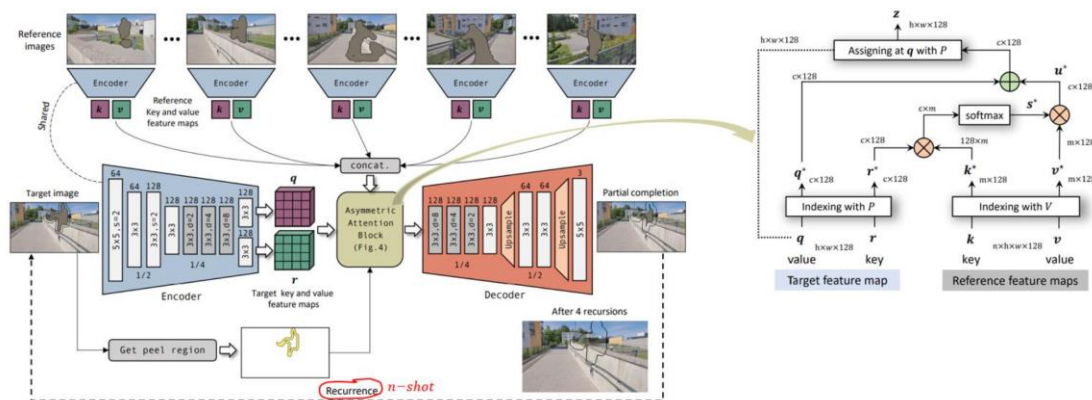 Reference
images
Encoder
Encoder
Encoder
Encoder
Encoder
k v
k v
k v
k v
k v
Reference
Key and value
feature maps
Shared
concat.
Target image
64
5x5,s=2
64
3x3
128
3x3,s=2
128
3x3
128
3x3,d=2
128
3x3,d=4
128
3x3,d=8
128
3x3
128
3x3
1/2
1/4
Encoder
q
r
Target key and value
feature maps
Asymmetric
Attention
Block
(Fig.4)
128
3x3,d=8
128
3x3,d=4
128
3x3,d=2
128
3x3
Upsample
64
3x3
64
3x3
Upsample
3
5x5
1/4
1/2
Decoder
Partial completion
Get peel region
After 4 recursions
Recurrence n-shot
z
h×w×128
h×w×128
Assigning at q with P
c×128
c×128
u*
c×128
c×m
softmax
s*
c×128
128×m
m×128
q*
c×128
r*
c×128
k*
m×128
v*
m×128
Indexing with P
Indexing with V
q
h×w×128
r
k
n×h×w×128
v
value
key
key
value
Target feature map
Reference feature maps